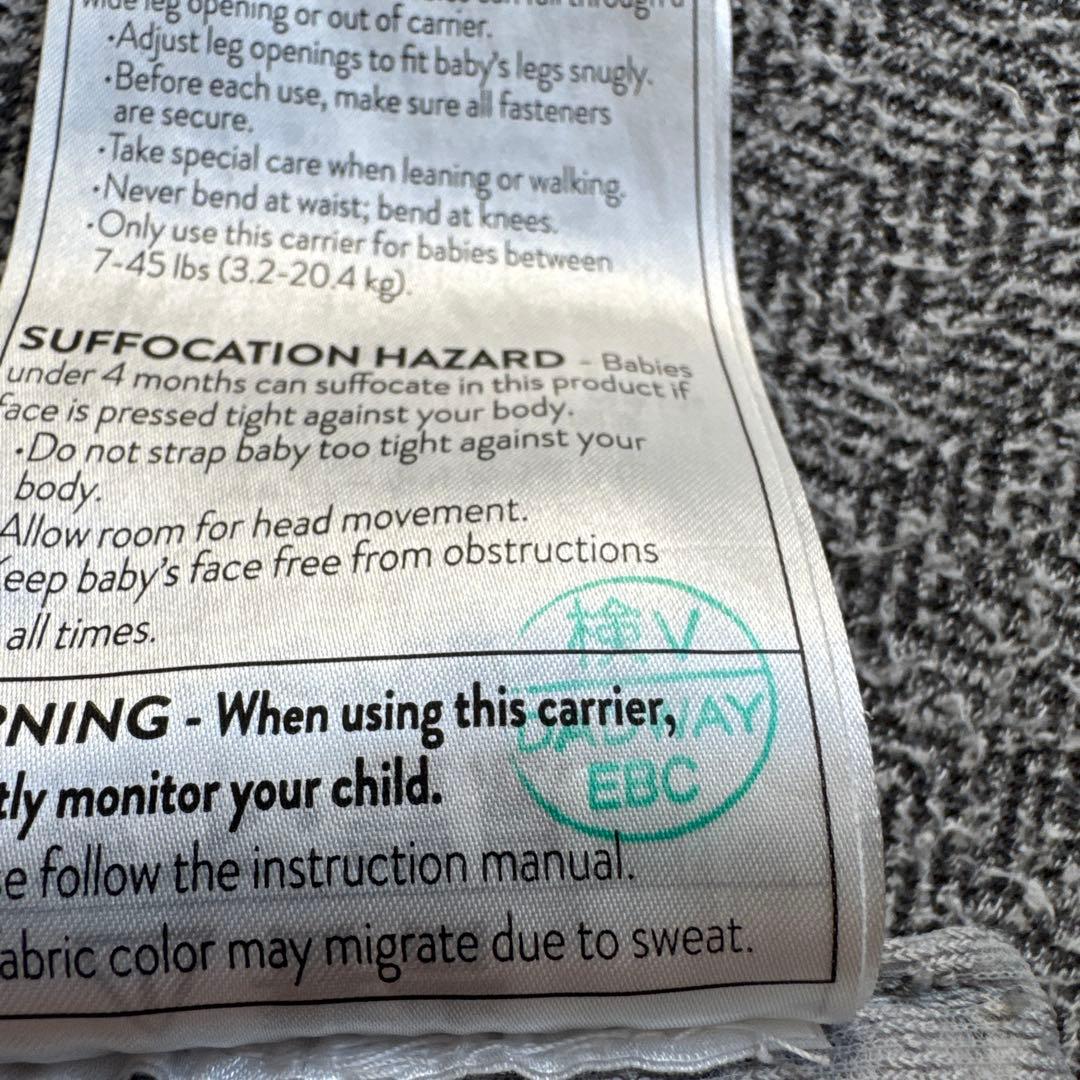 wide leg opening or out of carrier.
·Adjust leg openings to fit baby's legs snugly.
·Before each use, make sure all fasteners
are secure.
·Take special care when leaning or walking.
·Never bend at waist; bend at knees.
·Only use this carrier for babies between
7-45 lbs (3.2-20.4 kg).
SUFFOCATION HAZARD - Babies
under 4 months can suffocate in this product if
face is pressed tight against your body.
·Do not strap baby too tight against your
body.
Allow room for head movement.
eep baby's face free from obstructions
all times.
検 V
WAY
EBC
NING - When using this carrier,
tly monitor your child.
e follow the instruction manual.
abric color may migrate due to sweat.